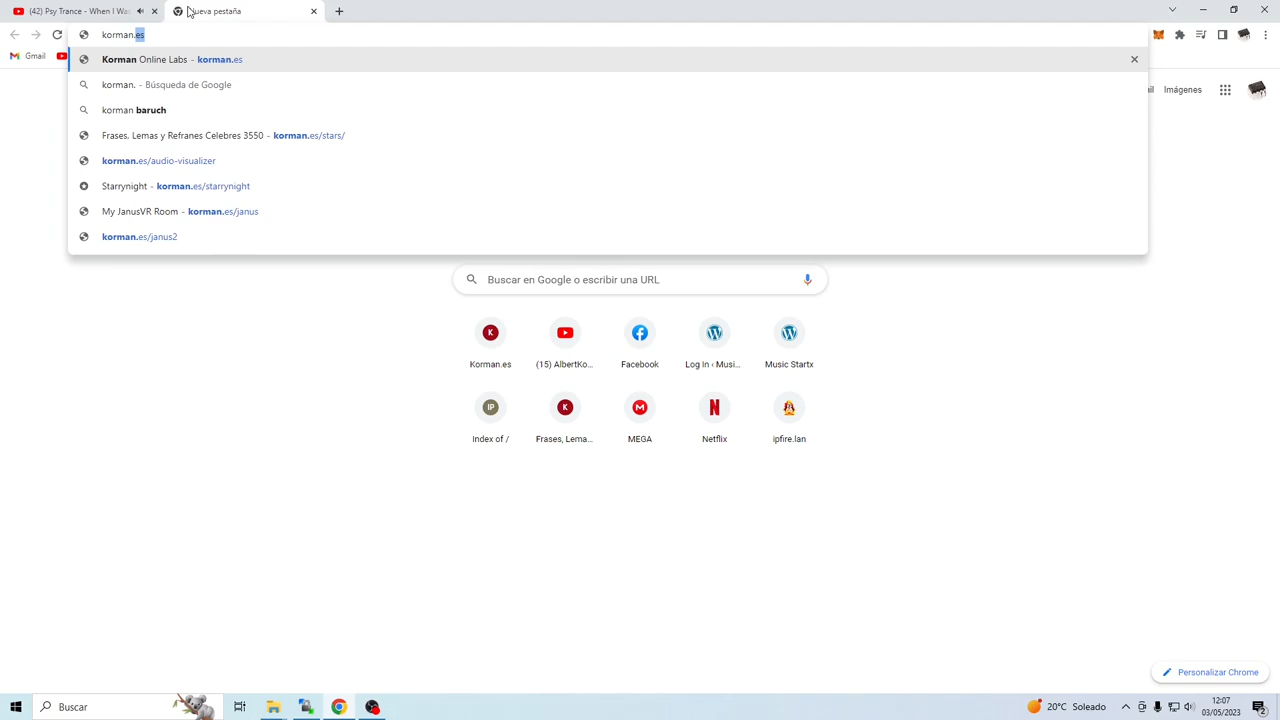 (42) Psy Trance - When I Wa
Nueva pestaña
korman.es
Gmail
Korman Online Labs - korman.es
korman. - Búsqueda de Google
korman baruch
Frases, Lemas y Refranes Celebres 3550 - korman.es/stars/
korman.es/audio-visualizer
Starrynight - korman.es/starrynight
My JanusVR Room - korman.es/janus
korman.es/janus2
ail Imágenes
Buscar en Google o escribir una URL
K
Korman.es (15) AlbertKo... Facebook Log In ‹ Musi... Music Startx
IP K
Index of / Frases, Lema... MEGA Netflix ipfire.lan
Personalizar Chrome
Buscar
20°C Soleado
12:07
03/05/2023
2